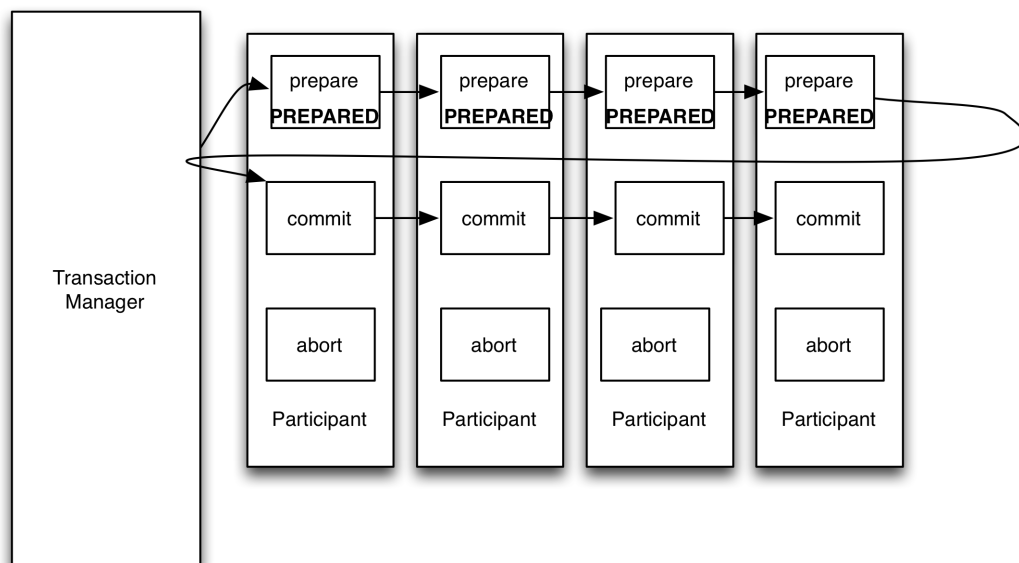 prepare
PREPARED
prepare
PREPARED
prepare
PREPARED
prepare
PREPARED
commit
commit
commit
commit
Transaction
Manager
abort
abort
abort
abort
Participant
Participant
Participant
Participant